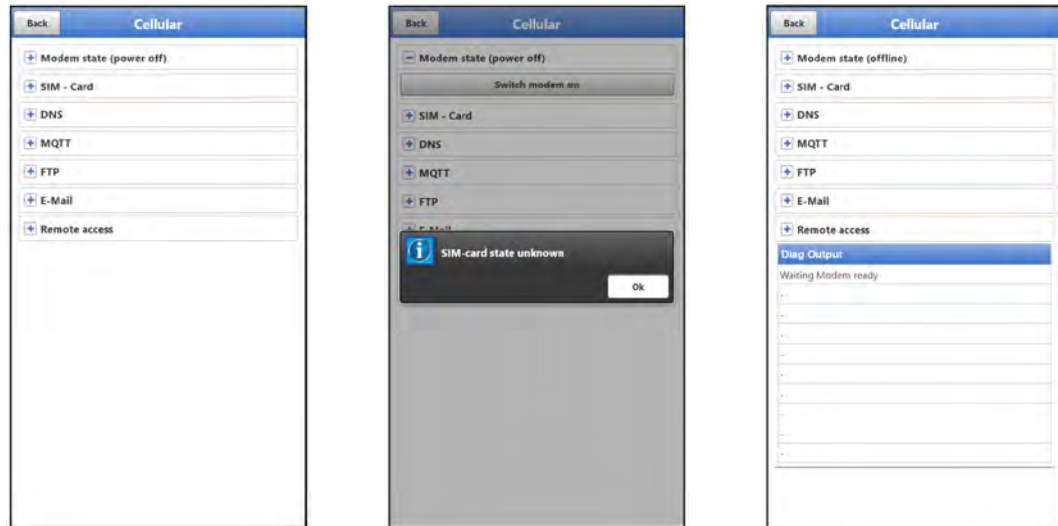 Back
Cellular
Modem state (power off)
SIM - Card
DNS
MQTT
FTP
E-Mail
Remote access
Back
Cellular
Modem state (power off)
Switch modem on
SIM - Card
DNS
MQTT
FTP
E-Mail
SIM-card state unknown
Ok
Back
Cellular
Modem state (offline)
SIM - Card
DNS
MQTT
FTP
E-Mail
Remote access
Diag Output
Waiting Modem ready